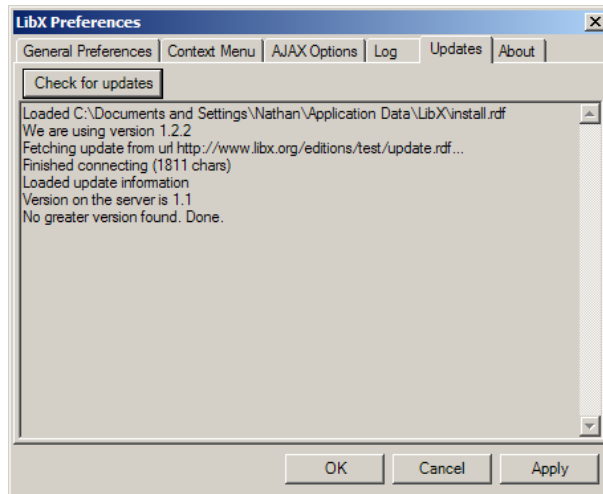 LibX Preferences
General Preferences Context Menu AJAX Options Log Updates About
Check for updates
Loaded C:\Documents and Settings\Nathan\Application Data\LibX\install.rdf
We are using version 1.2.2
Fetching update from url http://www.libx.org/editions/test/update.rdf...
Finished connecting (1811 chars)
Loaded update information
Version on the server is 1.1
No greater version found. Done.
OK Cancel Apply